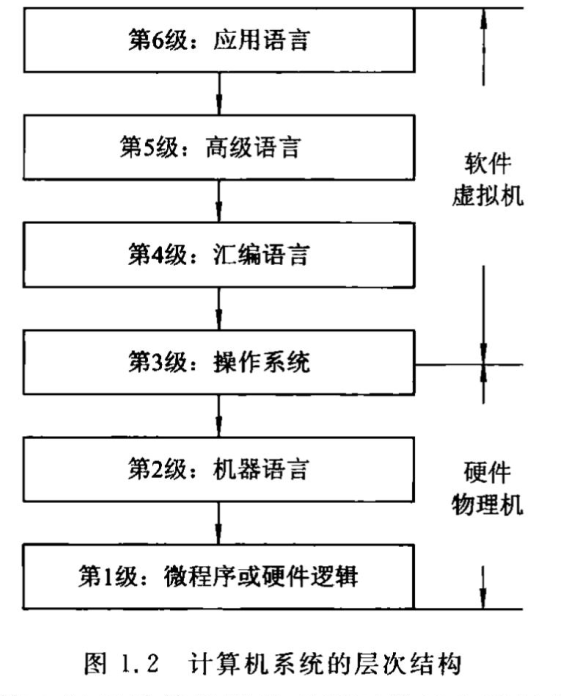 第6级：应用语言
第5级：高级语言
软件
虚拟机
第4级：汇编语言
第3级：操作系统
第2级：机器语言
硬件
物理机
第1级：微程序或硬件逻辑
图 1.2 计算机系统的层次结构